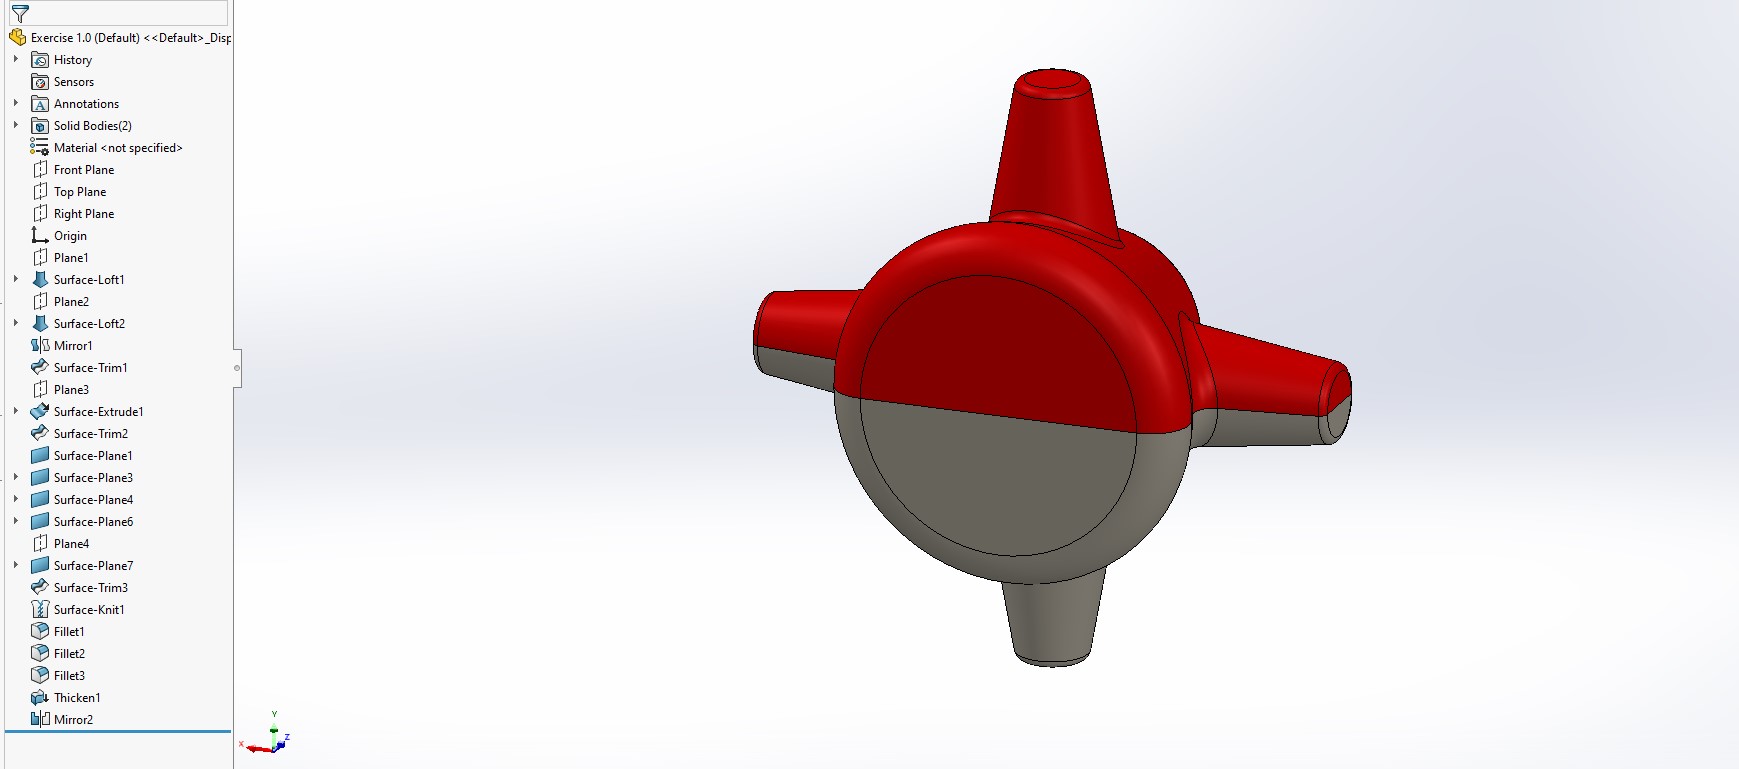 Exercise 1.0 (Default) <<Default>_Disp
History
Sensors
Annotations
Solid Bodies(2)
Material <not specified>
Front Plane
Top Plane
Right Plane
Origin
Plane1
Surface-Loft1
Plane2
Surface-Loft2
Mirror1
Surface-Trim1
Plane3
Surface-Extrude1
Surface-Trim2
Surface-Plane1
Surface-Plane3
Surface-Plane4
Surface-Plane6
Plane4
Surface-Plane7
Surface-Trim3
Surface-Knit1
Fillet1
Fillet2
Fillet3
Thicken1
Mirror2
Y
Z
X